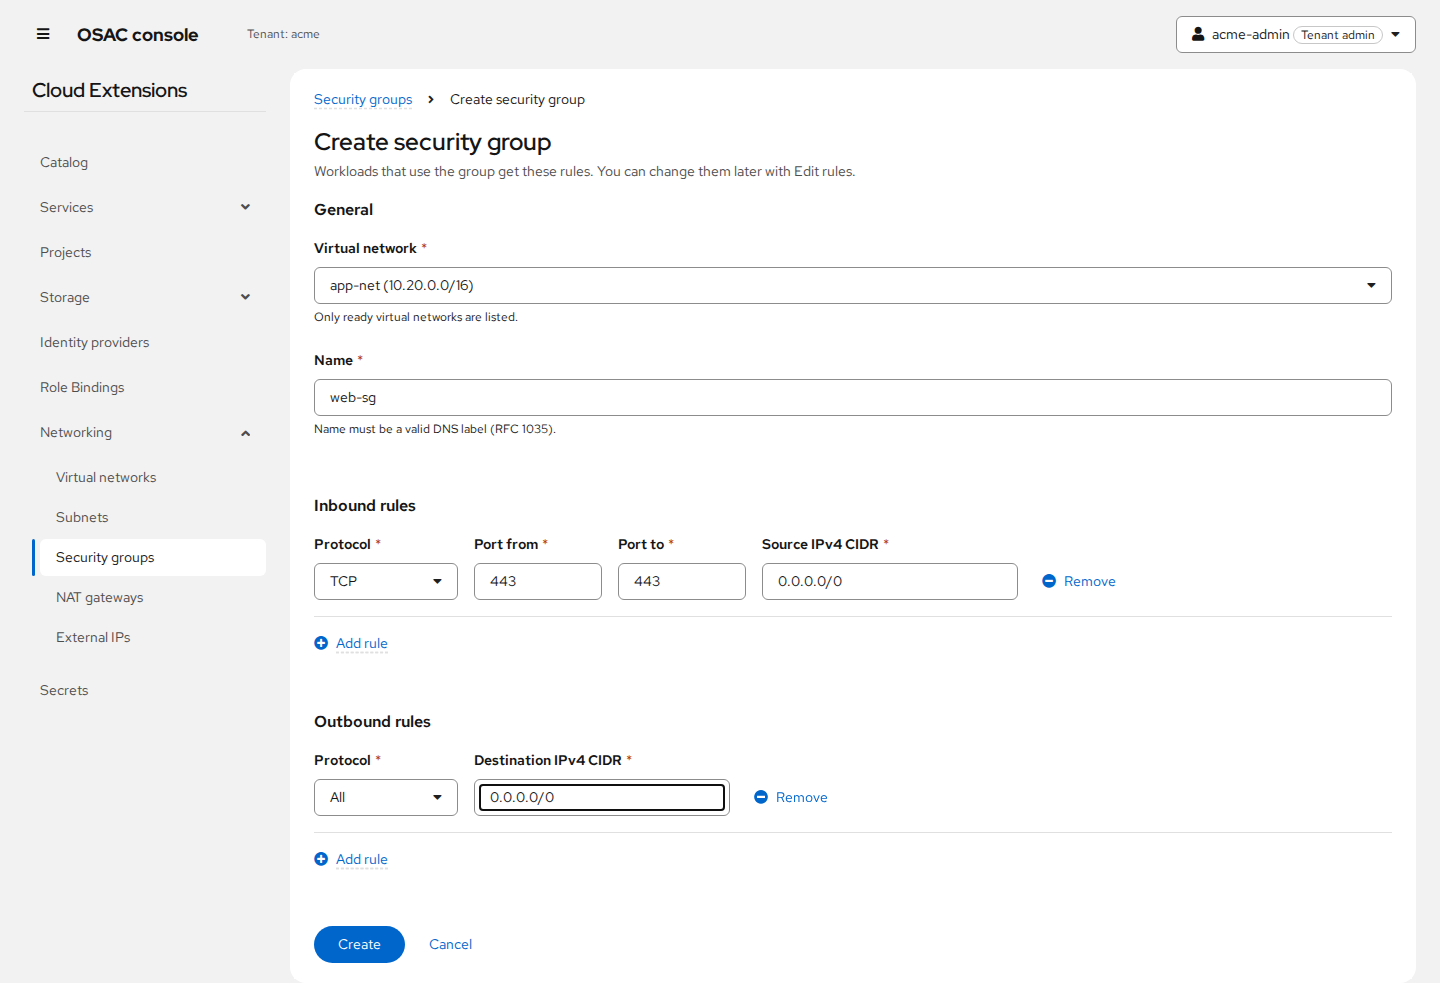 OSAC console
Tenant: acme
acme-admin Tenant admin
Cloud Extensions
Catalog
Services
Projects
Storage
Identity providers
Role Bindings
Networking
Virtual networks
Subnets
Security groups
NAT gateways
External IPs
Secrets
Security groups > Create security group
Create security group
Workloads that use the group get these rules. You can change them later with Edit rules.
General
Virtual network *
app-net (10.20.0.0/16)
Only ready virtual networks are listed.
Name *
web-sg
Name must be a valid DNS label (RFC 1035).
Inbound rules
Protocol * Port from * Port to * Source IPv4 CIDR *
TCP 443 443 0.0.0.0/0 Remove
Add rule
Outbound rules
Protocol * Destination IPv4 CIDR *
All 0.0.0.0/0 Remove
Add rule
Create Cancel